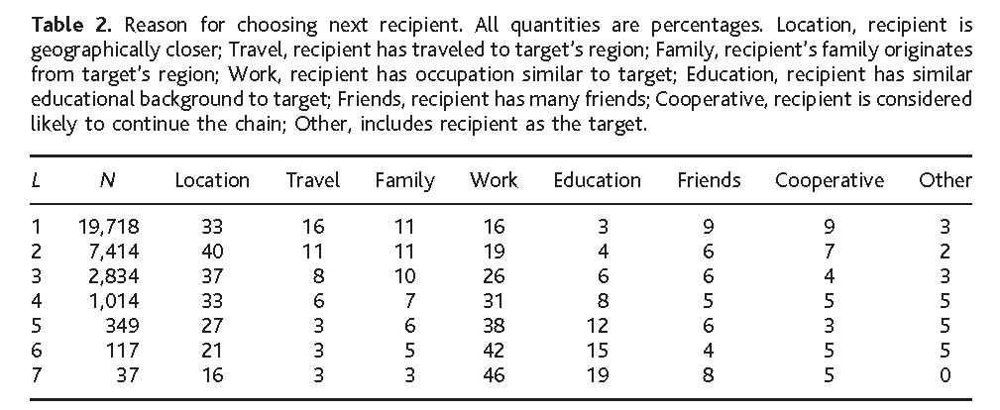 Table 2. Reason for choosing next recipient. All quantities are percentages. Location, recipient is
geographically closer; Travel, recipient has traveled to target's region; Family, recipient's family originates
from target's region; Work, recipient has occupation similar to target; Education, recipient has similar
educational background to target; Friends, recipient has many friends; Cooperative, recipient is considered
likely to continue the chain; Other, includes recipient as the target.
L N Location Travel Family Work Education Friends Cooperative Other
1 19,718 33 16 11 16 3 9 9 3
2 7,414 40 11 11 19 4 6 7 2
3 2,834 37 8 10 26 6 6 4 3
4 1,014 33 6 7 31 8 5 5 5
5 349 27 3 6 38 12 6 3 5
6 117 21 3 5 42 15 4 5 5
7 37 16 3 3 46 19 8 5 0